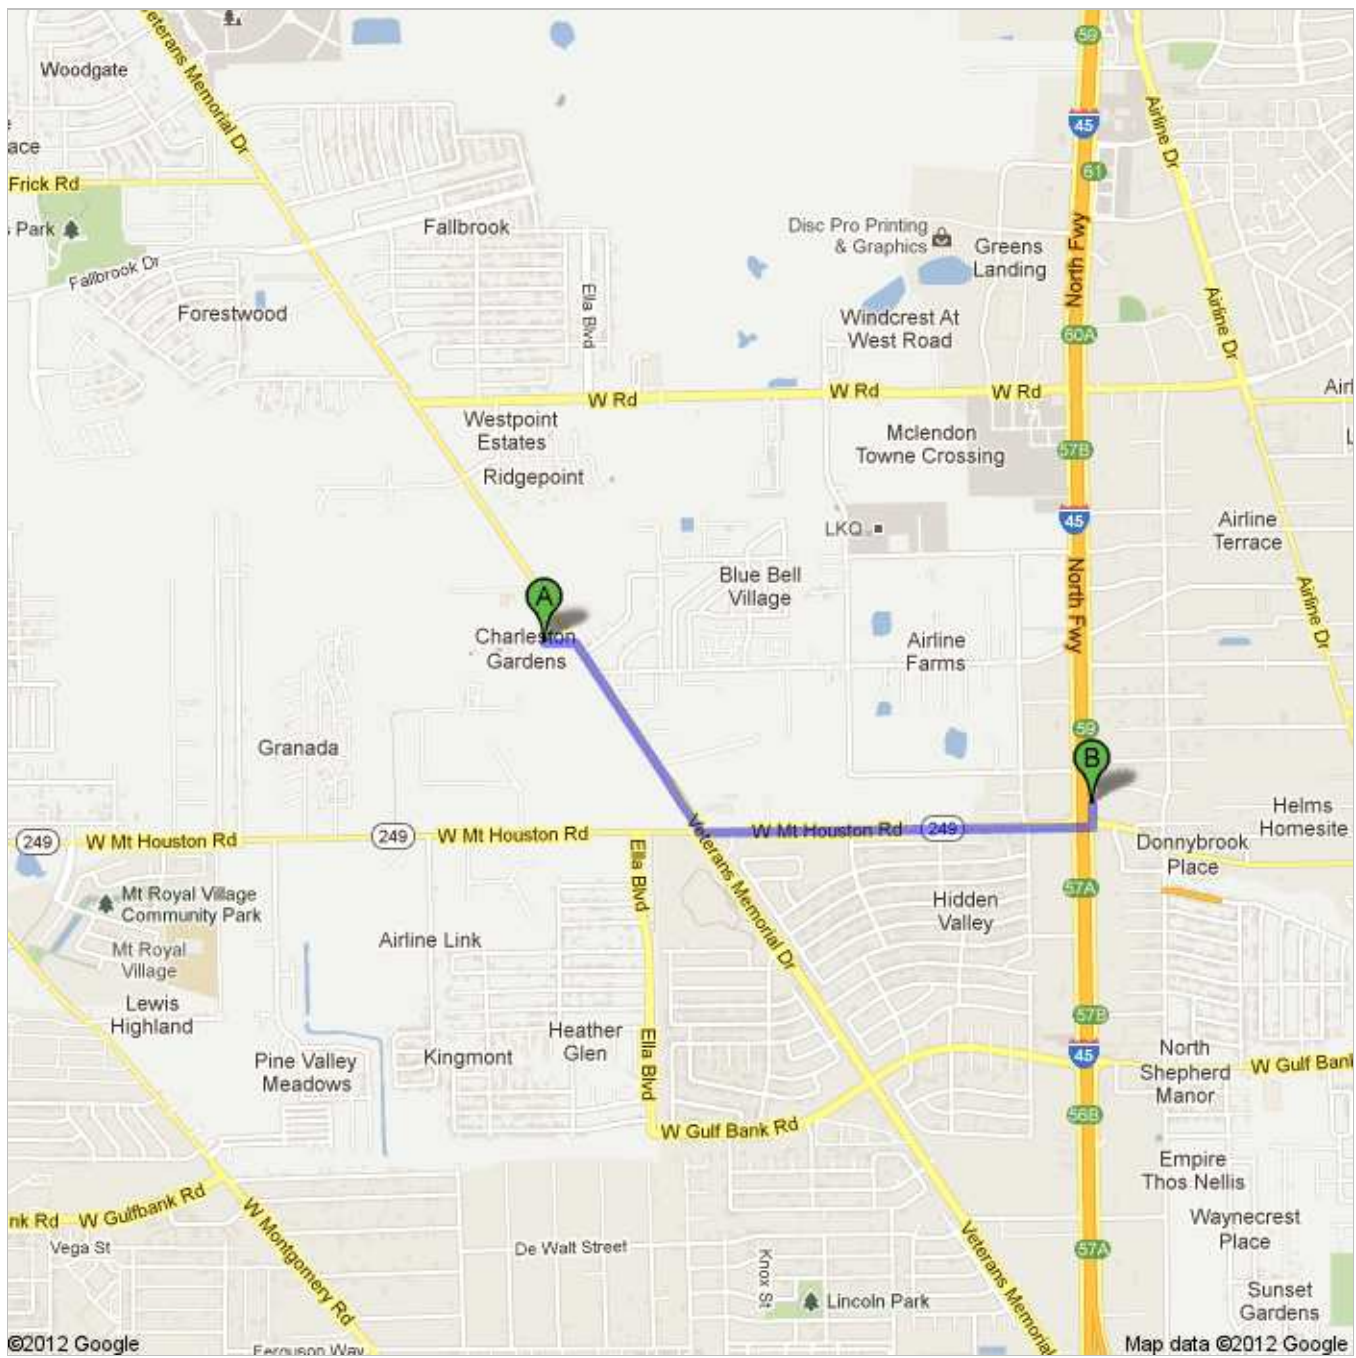 Veterans Memorial Dr
59
Woodgate
45
Airline Dr
ace
61
Frick Rd
Park
Fallbrook
Disc Pro Printing
& Graphics
Greens
Landing
North Fwy
Fallbrook Dr
Forestwood
Ella Blvd
Windcrest At
West Road
Airline Dr
60A
W Rd
W Rd
W Rd
Westpoint
Estates
Mclendon
Towne Crossing
57B
Ridgepoint
LKQ
45
Airline
Terrace
Blue Bell
Village
North Fwy
A
Airline Dr
Charleston
Gardens
Airline
Farms
Granada
59
B
Helms
Homesite
249
W Mt Houston Rd
249
W Mt Houston Rd
Veterans Memorial Dr
W Mt Houston Rd
249
Donnybrook
Place
Ella Blvd
57A
Mt Royal Village
Community Park
Hidden
Valley
Mt Royal
Village
Airline Link
Lewis
Highland
57B
Heather
Glen
Ella Blvd
Pine Valley
Meadows
Kingmont
45
North
Shepherd
Manor
W Gulf Bank
56B
W Gulf Bank Rd
Empire
Thos Nellis
nk Rd
W Gulfbank Rd
W Montgomery Rd
Vega St
De Walt Street
Knox St
Veterans Memorial
Waynecrest
Place
57A
Lincoln Park
Sunset
Gardens
©2012 Google
Ferguson Way
Map data ©2012 Google